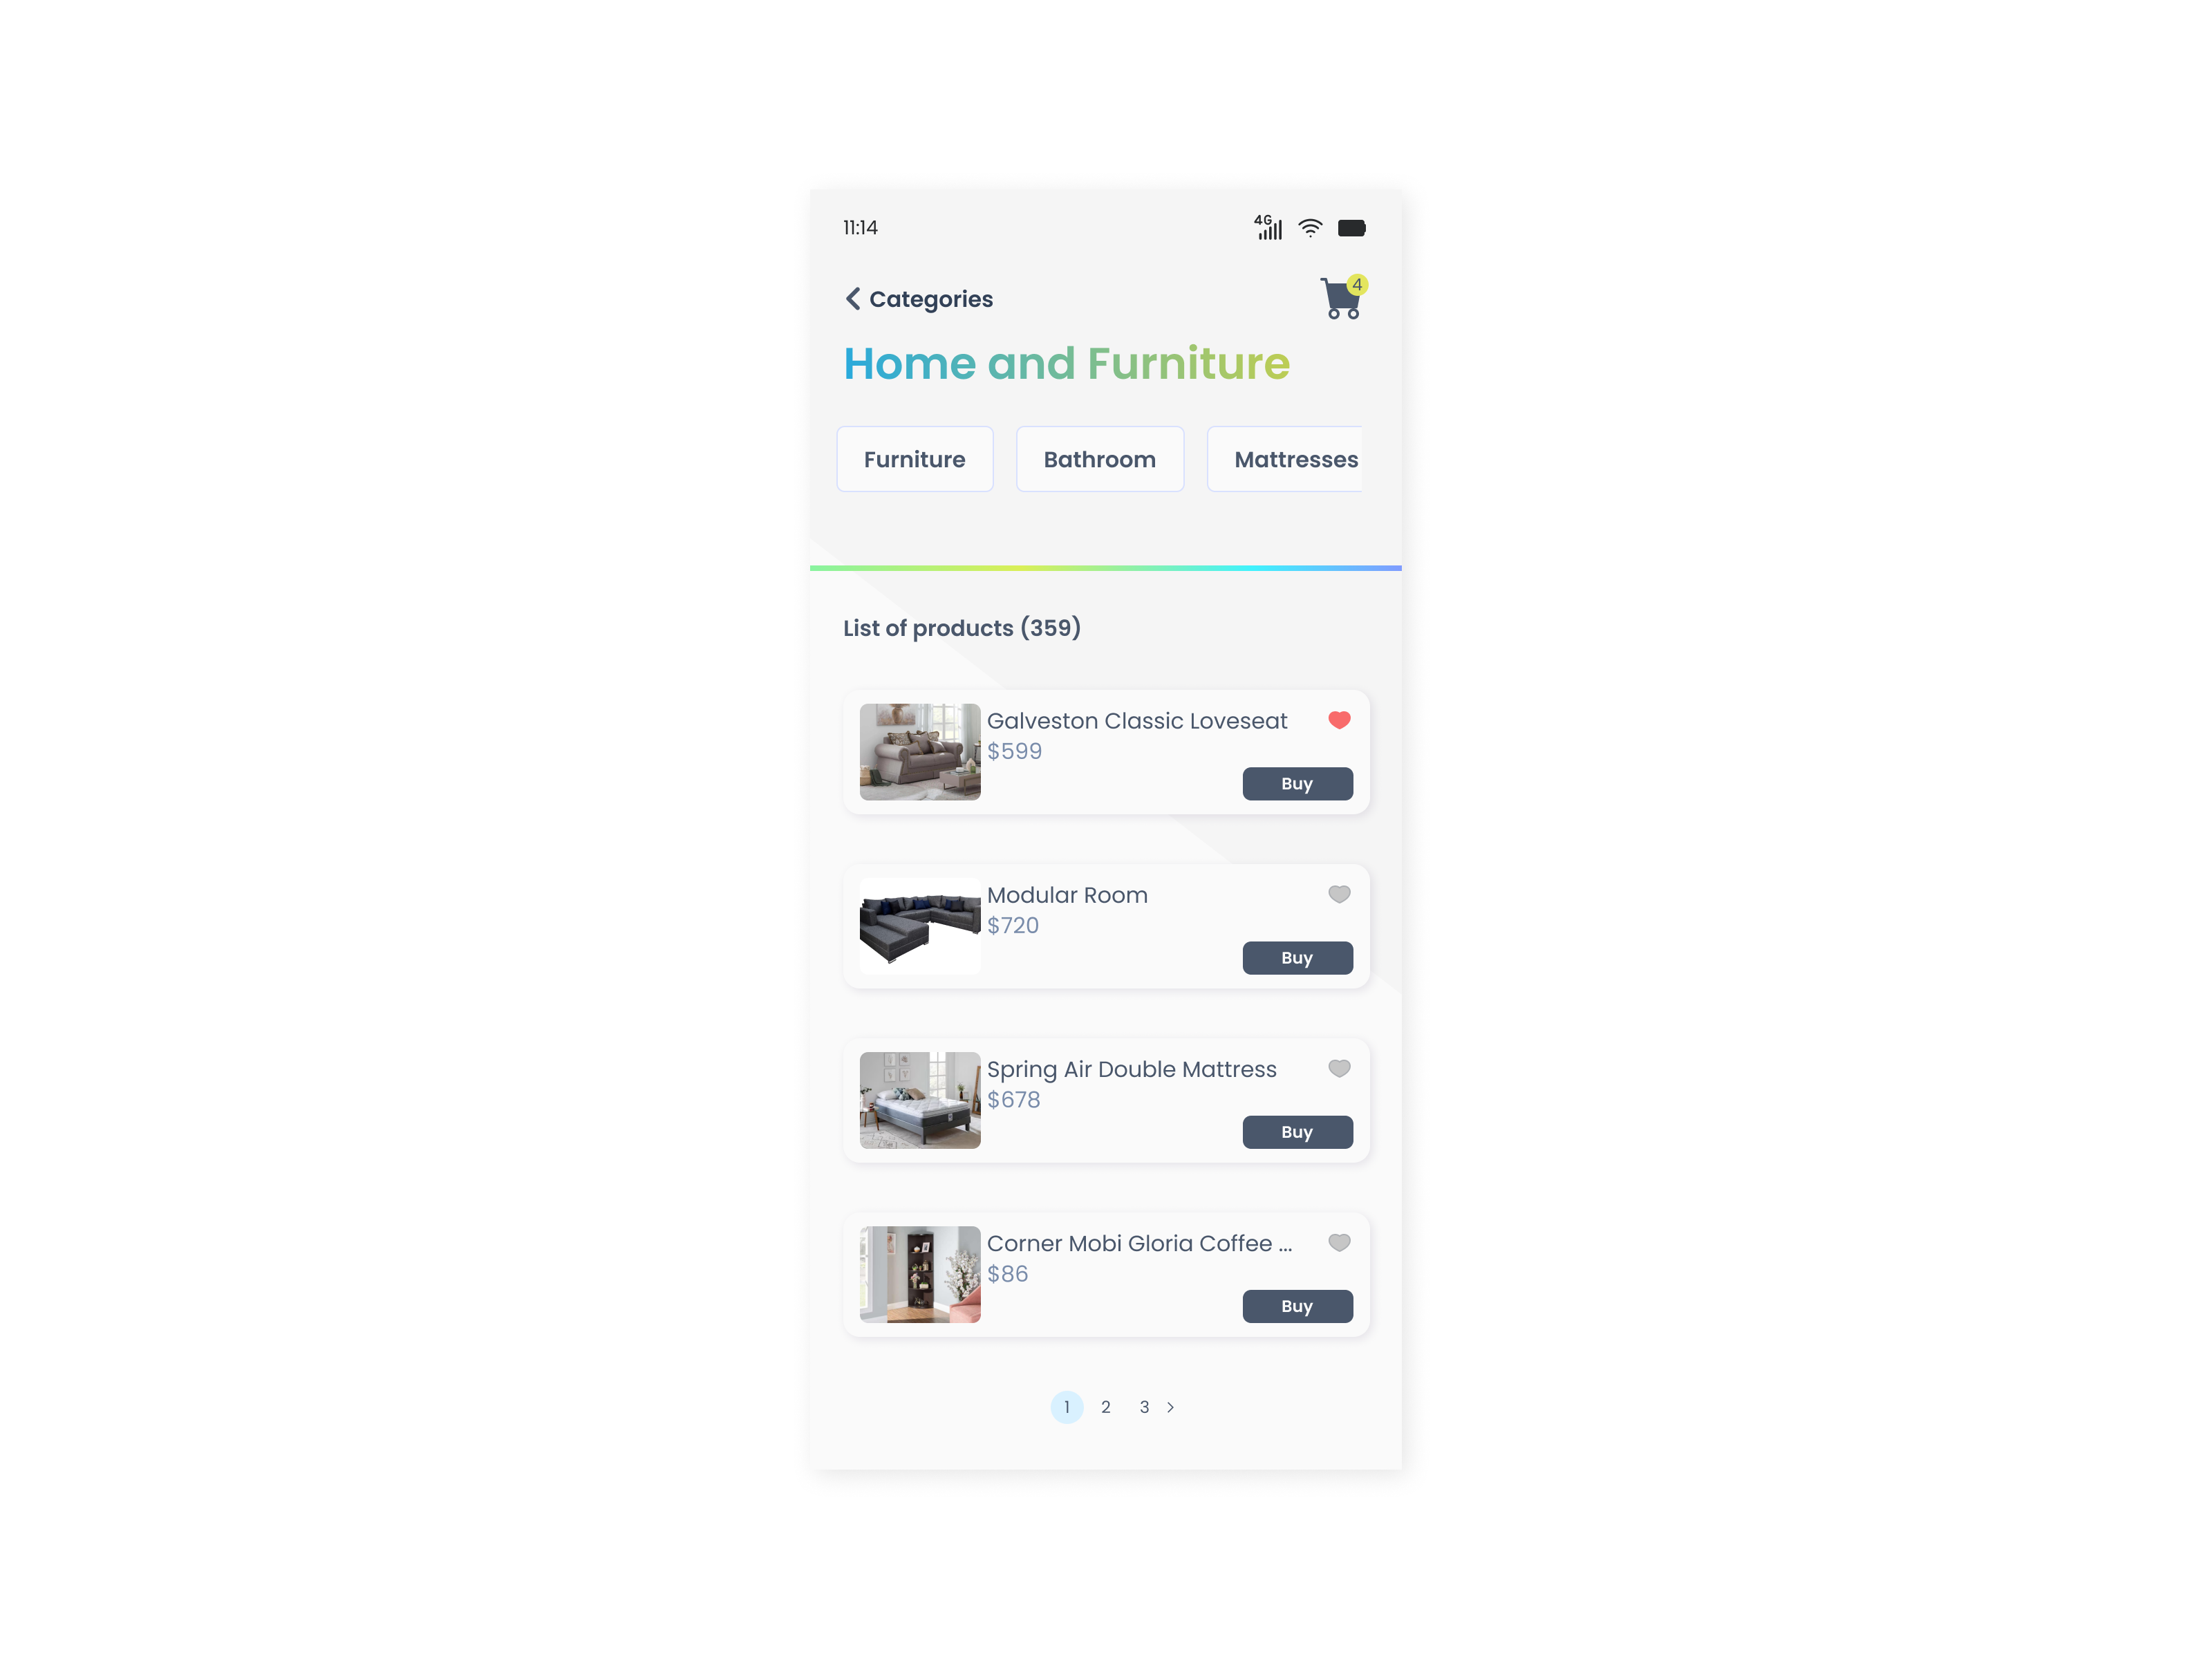 11:14
4G
Categories
4
Home and Furniture
Furniture
Bathroom
Mattresses
List of products (359)
Galveston Classic Loveseat
$599
Buy
Modular Room
$720
Buy
Spring Air Double Mattress
$678
Buy
Corner Mobi Gloria Coffee ...
$86
Buy
1 2 3 >